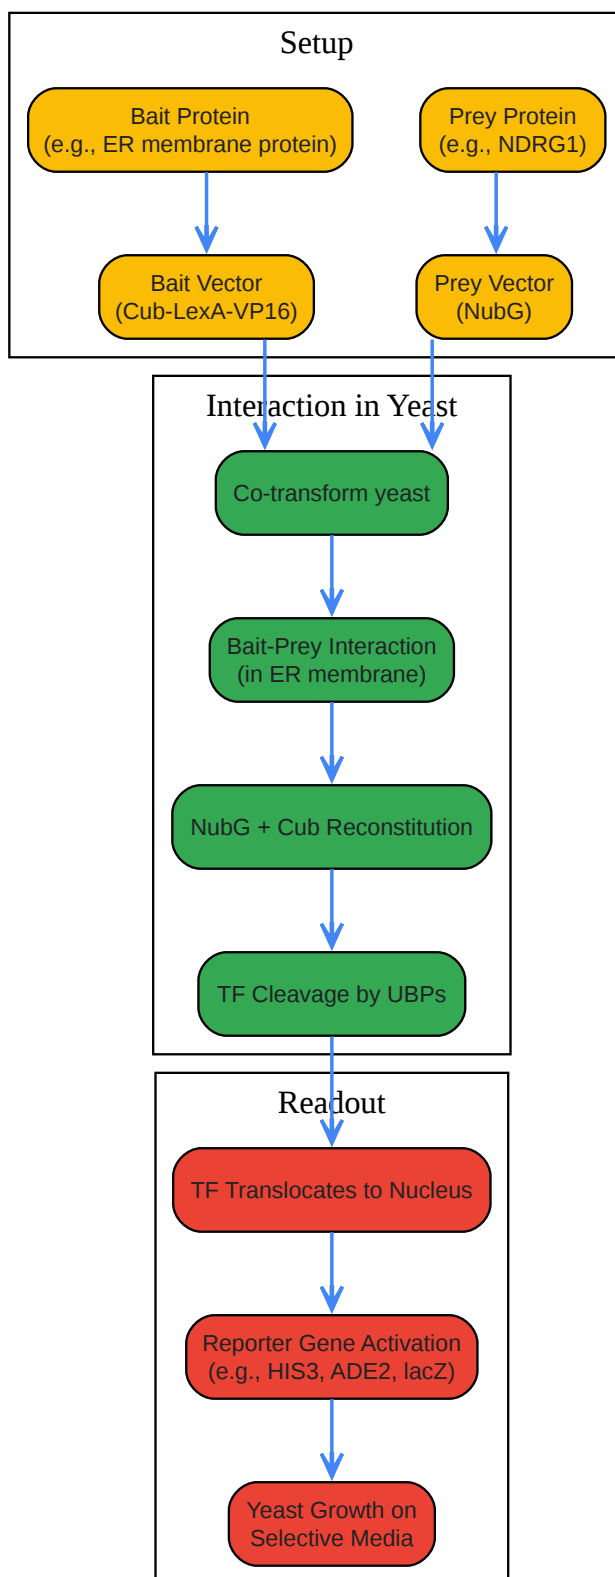 Setup
Bait Protein
(e.g., ER membrane protein)
Prey Protein
(e.g., NDRG1)
Bait Vector
(Cub-LexA-VP16)
Prey Vector
(NubG)
Interaction in Yeast
Co-transform yeast
Bait-Prey Interaction
(in ER membrane)
NubG + Cub Reconstitution
TF Cleavage by UBPs
Readout
TF Translocates to Nucleus
Reporter Gene Activation
(e.g., HIS3, ADE2, lacZ)
Yeast Growth on
Selective Media